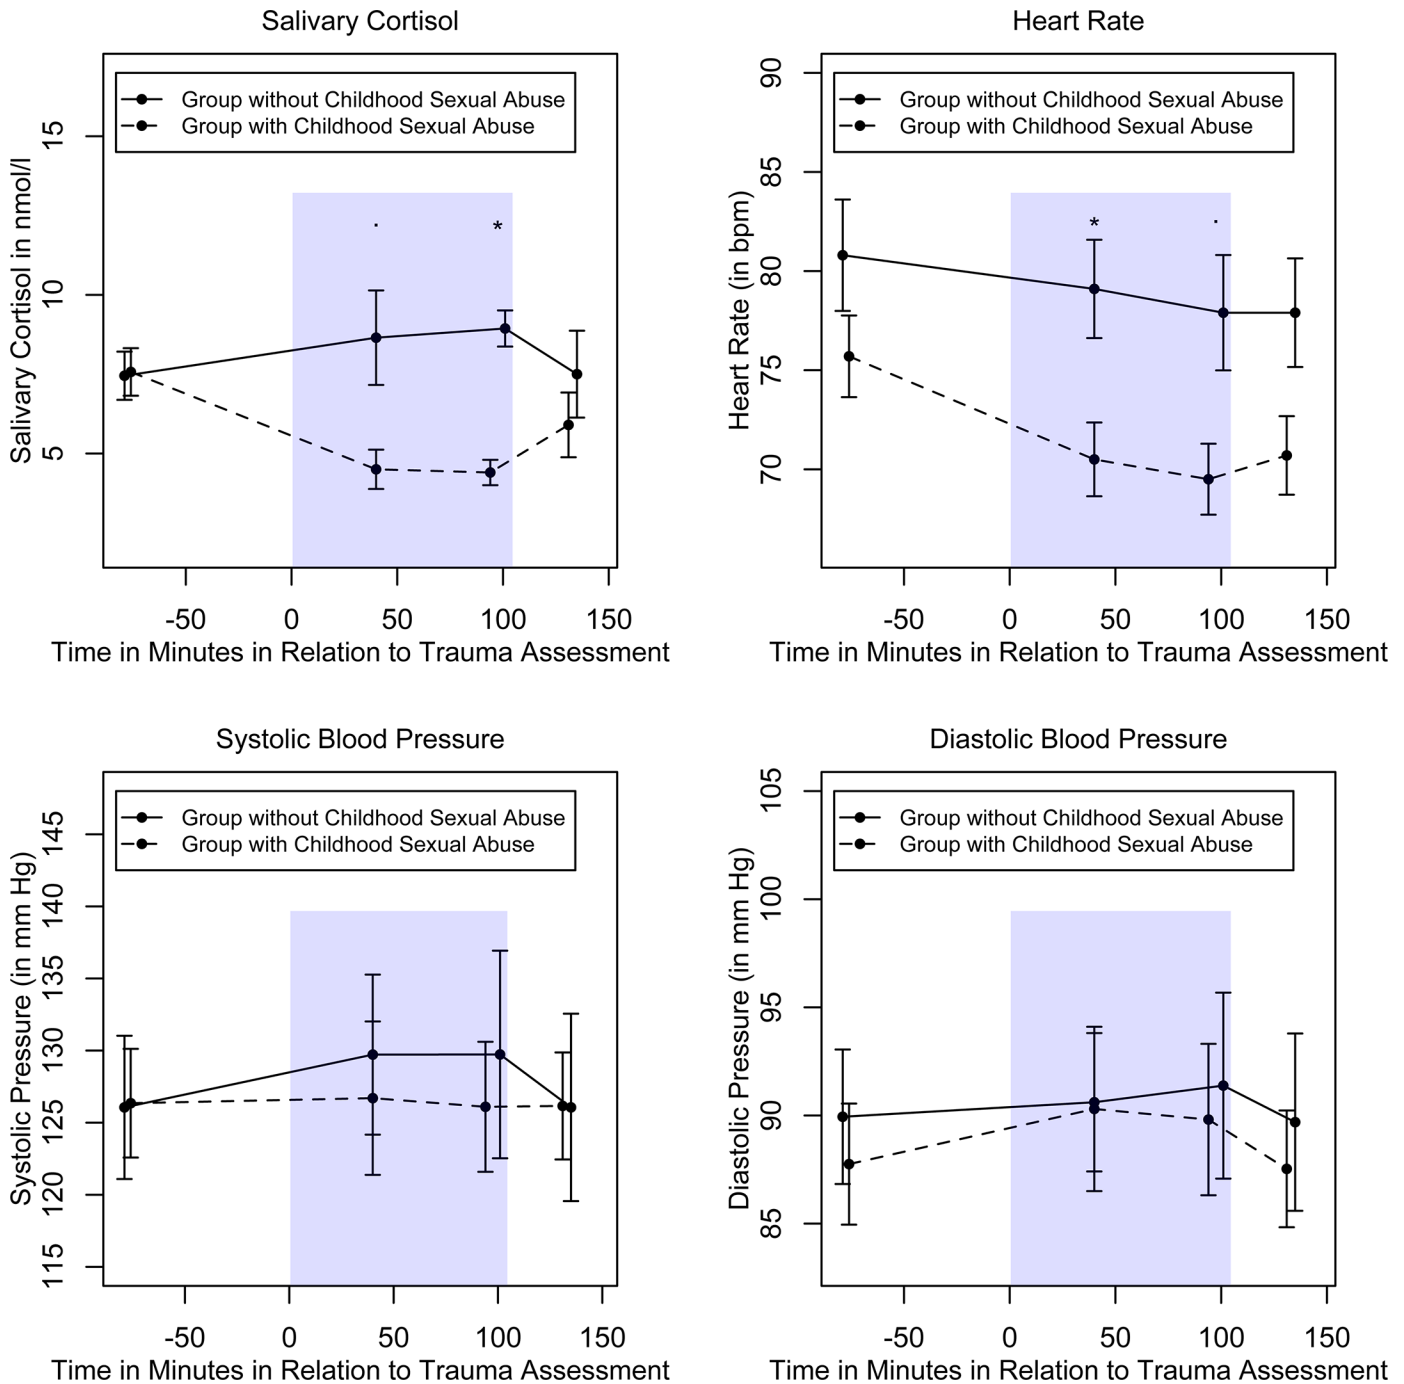 Salivary Cortisol
Group without Childhood Sexual Abuse
Group with Childhood Sexual Abuse
Salivary Cortisol in nmol/l
15
10
5
. *
-50 0 50 100 150
Time in Minutes in Relation to Trauma Assessment
Heart Rate
Group without Childhood Sexual Abuse
Group with Childhood Sexual Abuse
Heart Rate (in bpm)
90
85
80
75
70
* .
-50 0 50 100 150
Time in Minutes in Relation to Trauma Assessment
Systolic Blood Pressure
Group without Childhood Sexual Abuse
Group with Childhood Sexual Abuse
Systolic Pressure (in mm Hg)
145
140
135
130
125
120
115
-50 0 50 100 150
Time in Minutes in Relation to Trauma Assessment
Diastolic Blood Pressure
Group without Childhood Sexual Abuse
Group with Childhood Sexual Abuse
Diastolic Pressure (in mm Hg)
105
100
95
90
85
-50 0 50 100 150
Time in Minutes in Relation to Trauma Assessment